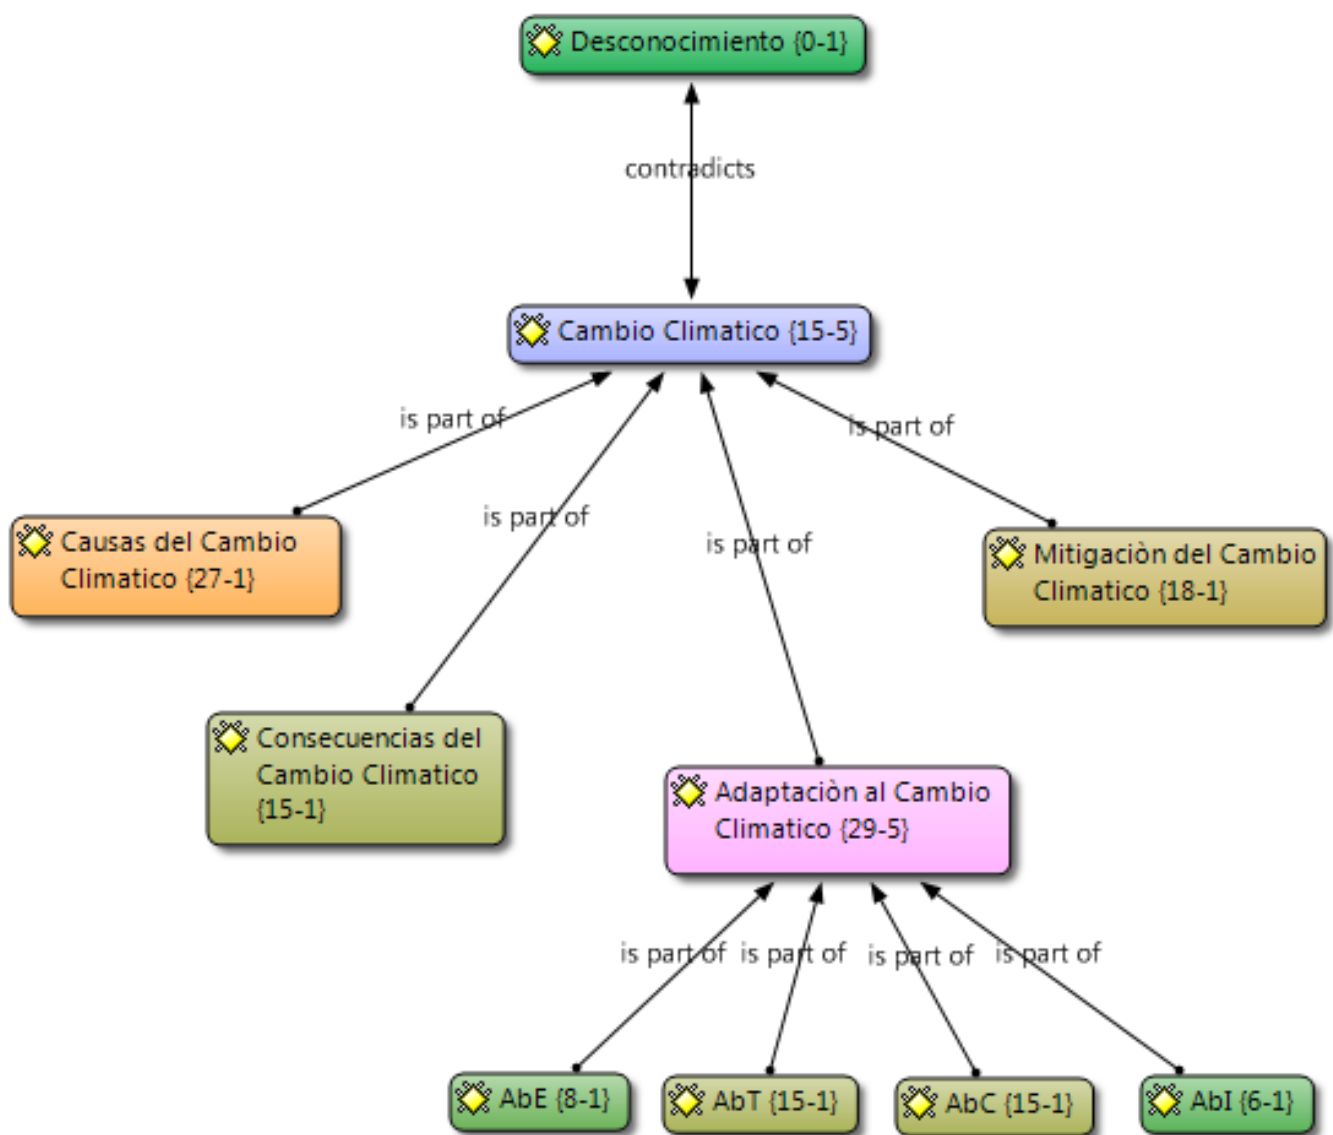 Desconocimiento {0-1}
contradicts
Cambio Climatico {15-5}
is part of
is part of
is part of
is part of
Causas del Cambio
Climatico {27-1}
Mitigaciòn del Cambio
Climatico {18-1}
Consecuencias del
Cambio Climatico
{15-1}
Adaptaciòn al Cambio
Climatico {29-5}
is part of
is part of
is part of
is part of
AbE {8-1}
AbT {15-1}
AbC {15-1}
AbI {6-1}